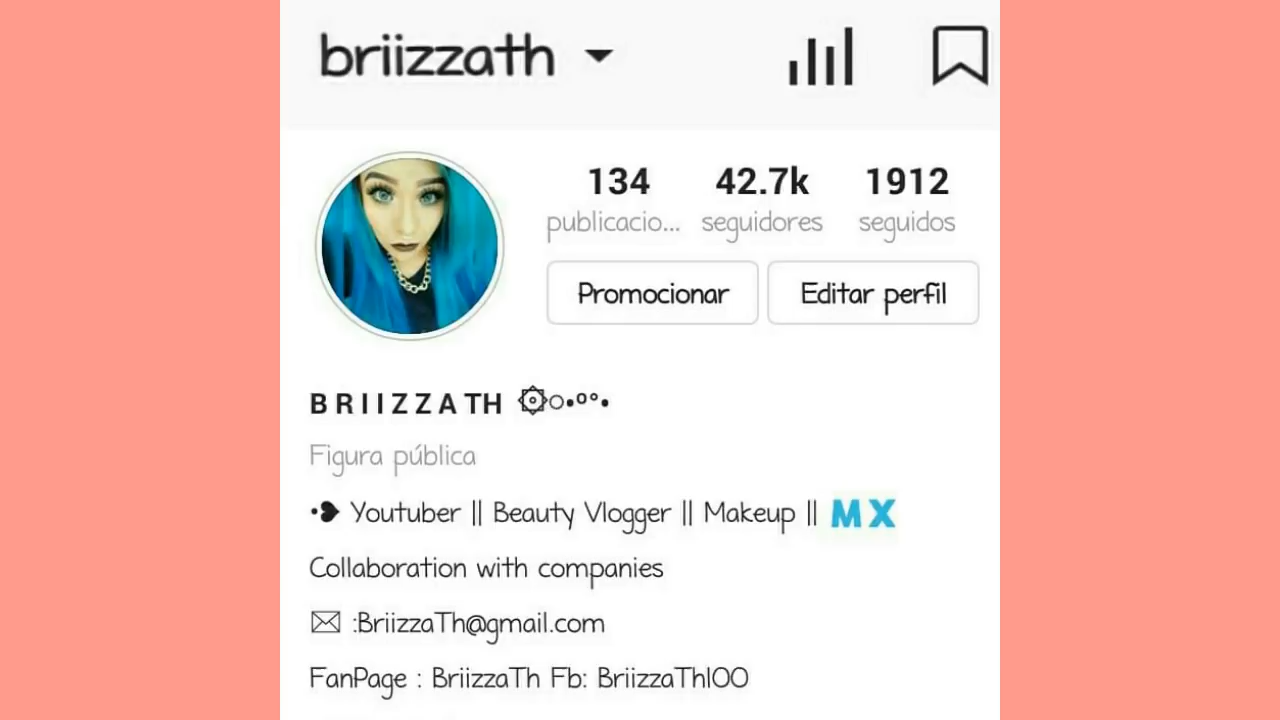 briizzath
134 42.7k 1912
publicacio... seguidores seguidos
Promocionar Editar perfil
BRIIZZATH ۞○•º°•
Figura pública
•❥ Youtuber || Beauty Vlogger || Makeup || MX
Collaboration with companies
✉ :BriizzaTh@gmail.com
FanPage : BriizzaTh Fb: BriizzaTh100